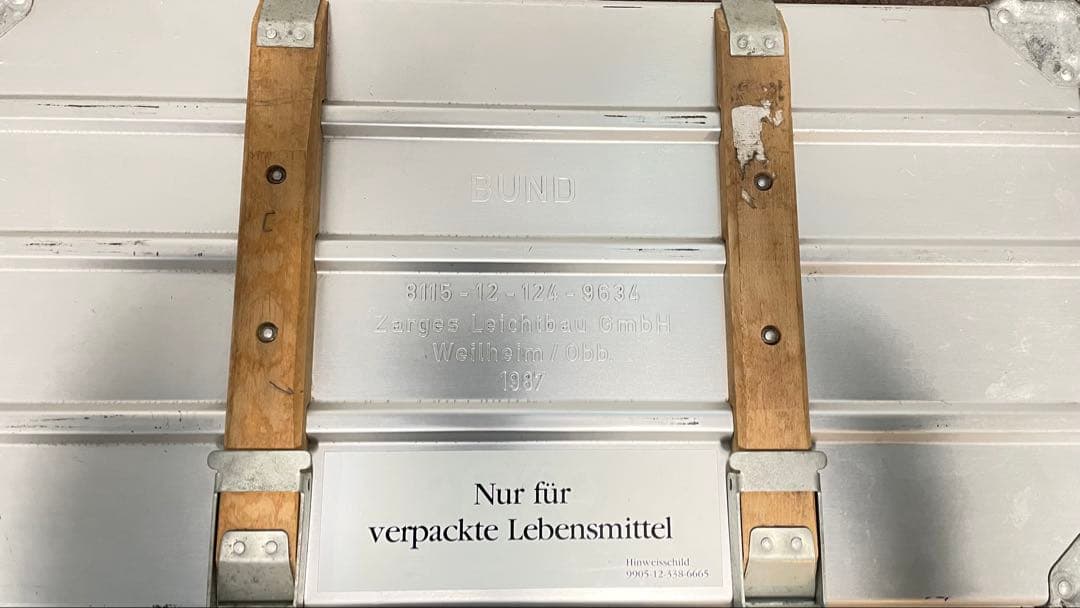 BUND
8115-12-124-9634
Zarges Leichtbau GmbH
Weilheim/Obb.
1987
Nur für
verpackte Lebensmittel
Hinweisschild
9905-12-338-6665
C